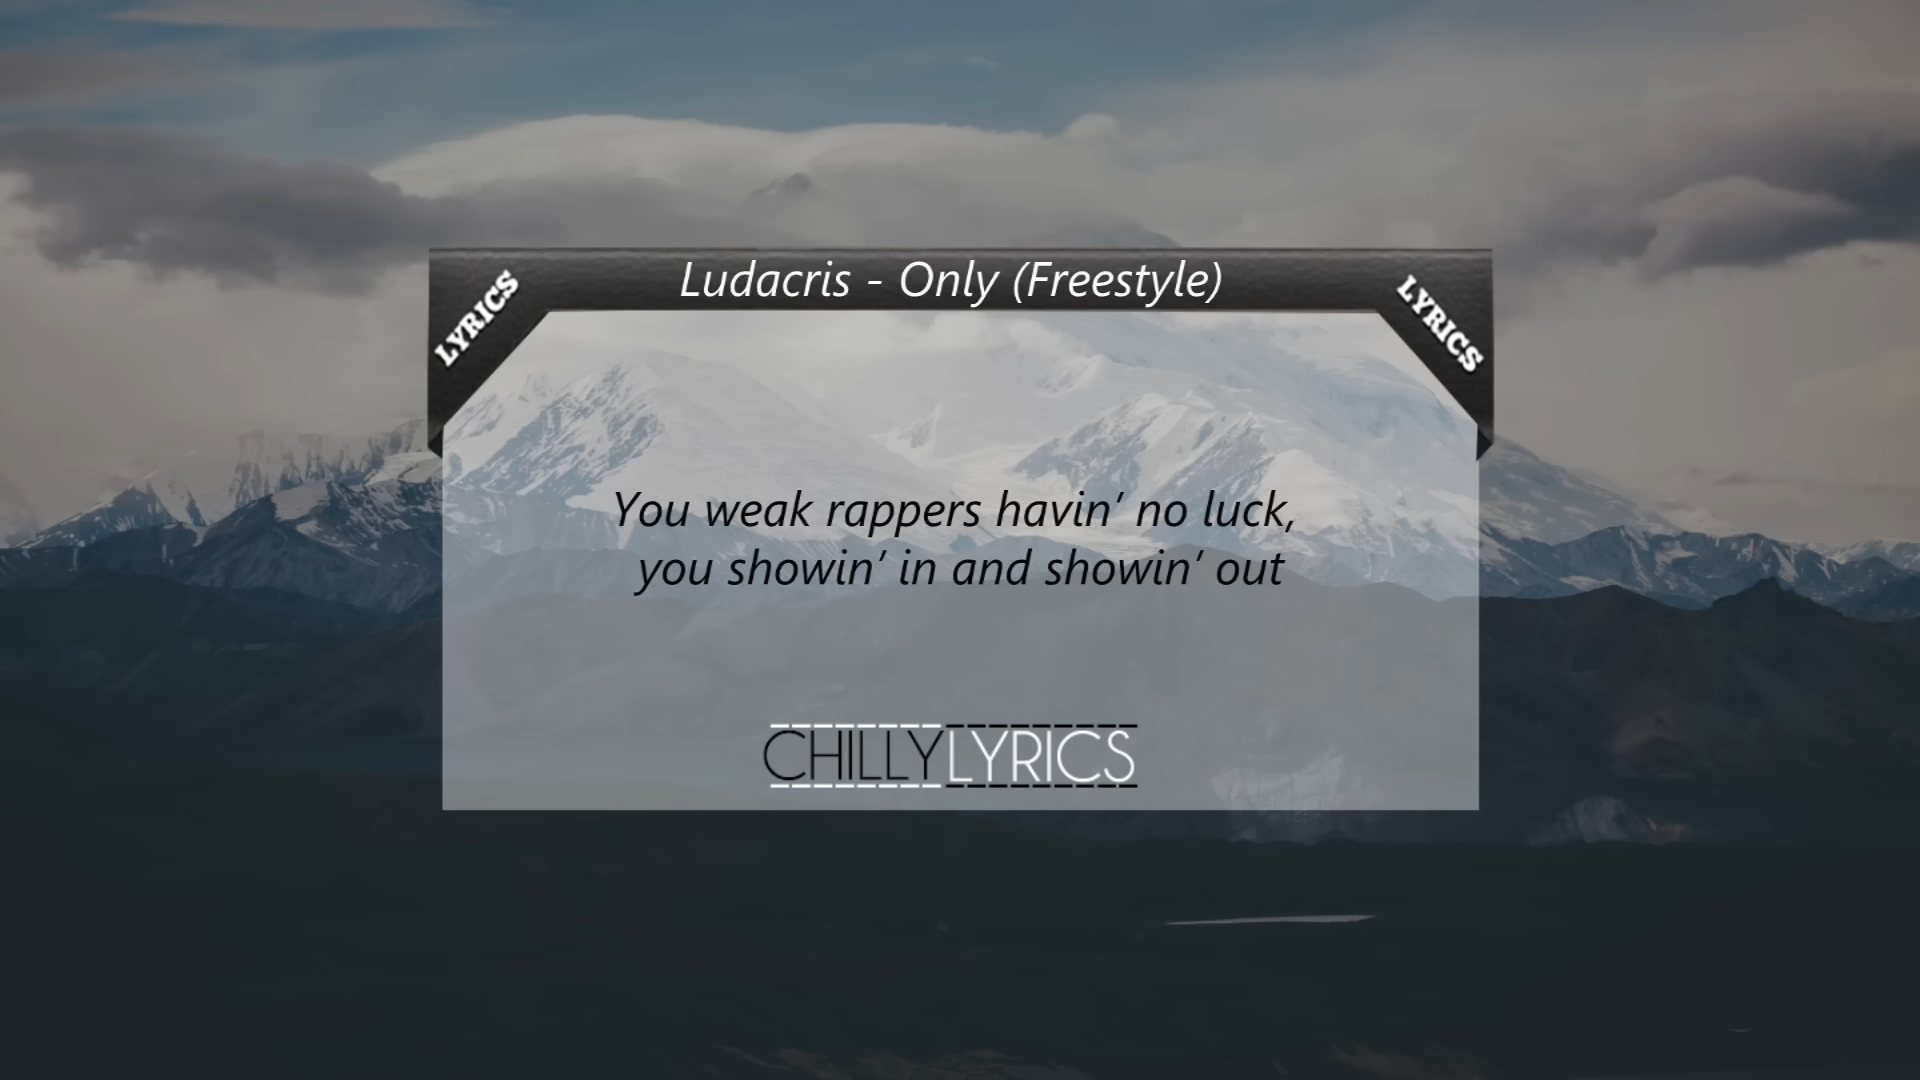 Ludacris - Only (Freestyle)
LYRICS
LYRICS
You weak rappers havin’ no luck,
you showin’ in and showin’ out
CHILLYLYRICS